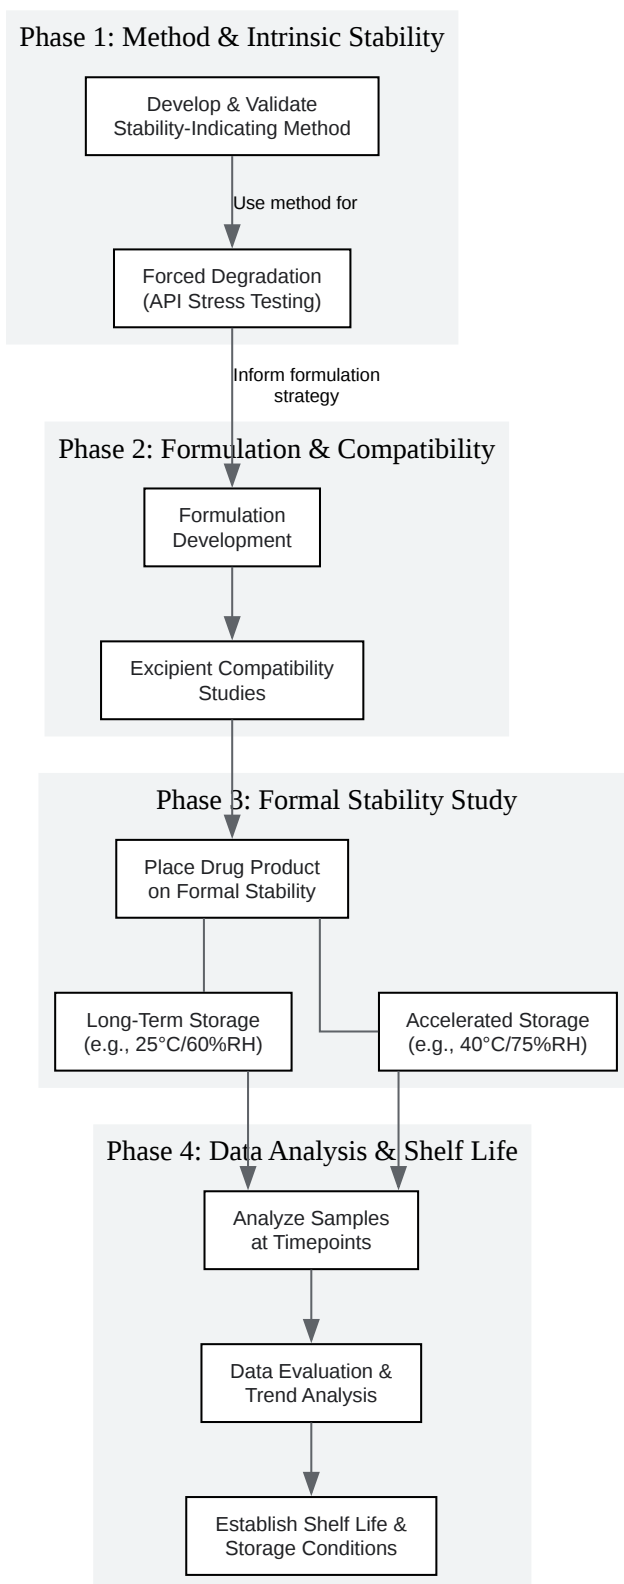 Phase 1: Method & Intrinsic Stability
Develop & Validate
Stability-Indicating Method
Use method for
Forced Degradation
(API Stress Testing)
Inform formulation
strategy
Phase 2: Formulation & Compatibility
Formulation
Development
Excipient Compatibility
Studies
Phase 3: Formal Stability Study
Place Drug Product
on Formal Stability
Long-Term Storage
(e.g., 25°C/60%RH)
Accelerated Storage
(e.g., 40°C/75%RH)
Phase 4: Data Analysis & Shelf Life
Analyze Samples
at Timepoints
Data Evaluation &
Trend Analysis
Establish Shelf Life &
Storage Conditions